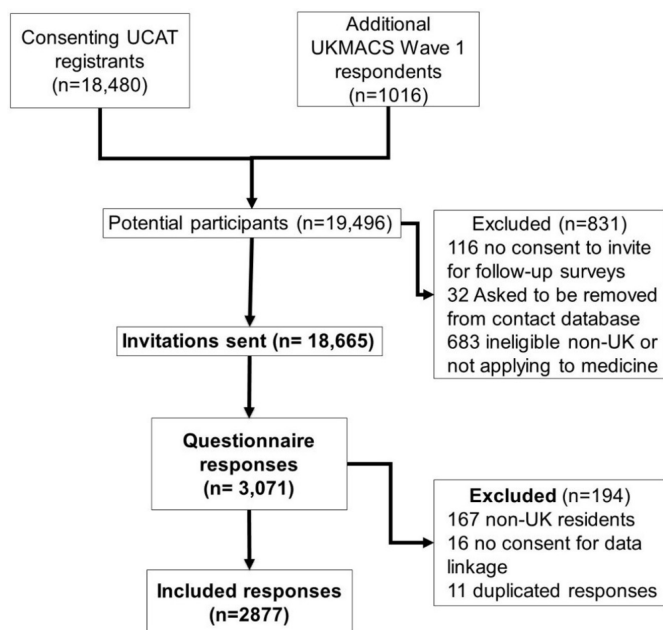 Consenting UCAT
registrants
(n=18,480)
Additional
UKMACS Wave 1
respondents
(n=1016)
Potential participants (n=19,496)
Excluded (n=831)
116 no consent to invite
for follow-up surveys
32 Asked to be removed
from contact database
683 ineligible non-UK or
not applying to medicine
Invitations sent (n= 18,665)
Questionnaire
responses
(n= 3,071)
Excluded (n=194)
167 non-UK residents
16 no consent for data
linkage
11 duplicated responses
Included responses
(n=2877)